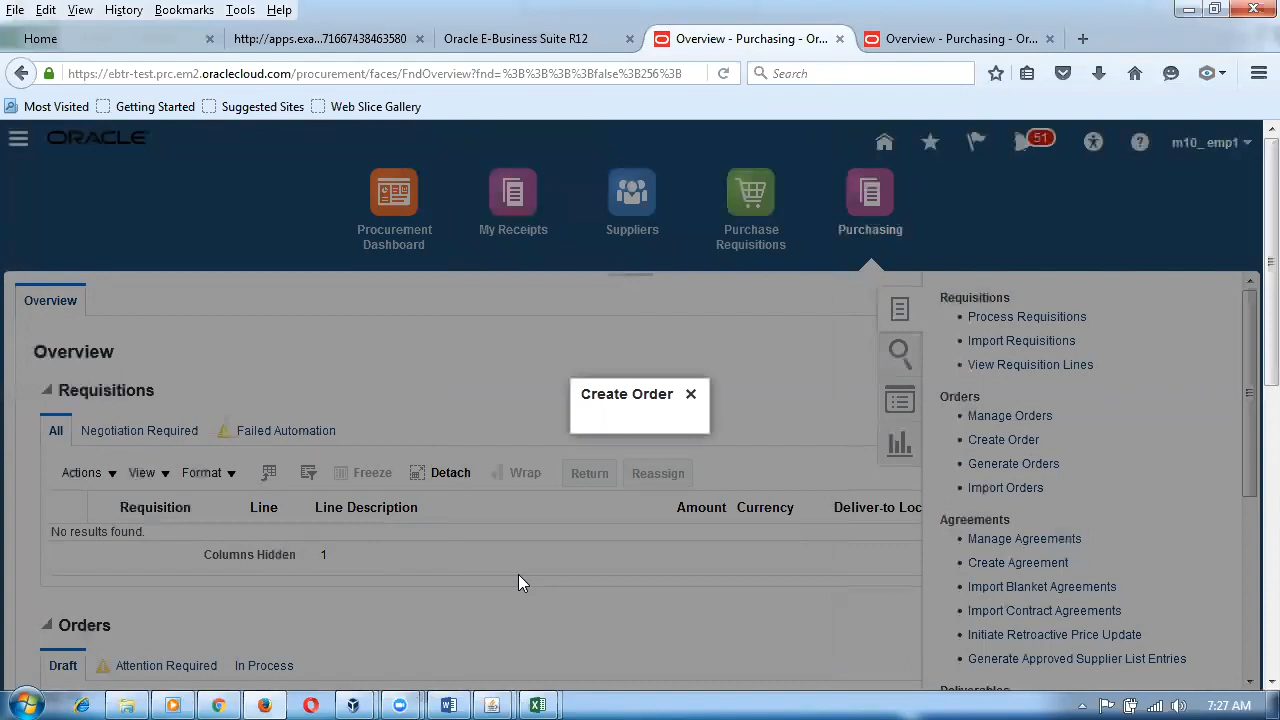 File Edit View History Bookmarks Tools Help
Home http://apps.exa...71667438463580 Oracle E-Business Suite R12 Overview - Purchasing - Or... Overview - Purchasing - Or...
https://ebtr-test.prc.em2.oraclecloud.com/procurement/faces/FndOverview?fnd=%3B%3B%3B%3Bfalse%3B256%3B Search
Most Visited Getting Started Suggested Sites Web Slice Gallery
ORACLE 51 m10_ emp1
Procurement Dashboard My Receipts Suppliers Purchase Requisitions Purchasing
Overview
Overview
Requisitions
All Negotiation Required Failed Automation
Actions View Format Freeze Detach Wrap Return Reassign
Requisition Line Line Description Amount Currency Deliver-to Loc
No results found.
Columns Hidden 1
Orders
Draft Attention Required In Process
Create Order
Requisitions
Process Requisitions
Import Requisitions
View Requisition Lines
Orders
Manage Orders
Create Order
Generate Orders
Import Orders
Agreements
Manage Agreements
Create Agreement
Import Blanket Agreements
Import Contract Agreements
Initiate Retroactive Price Update
Generate Approved Supplier List Entries
Deliverables
7:27 AM